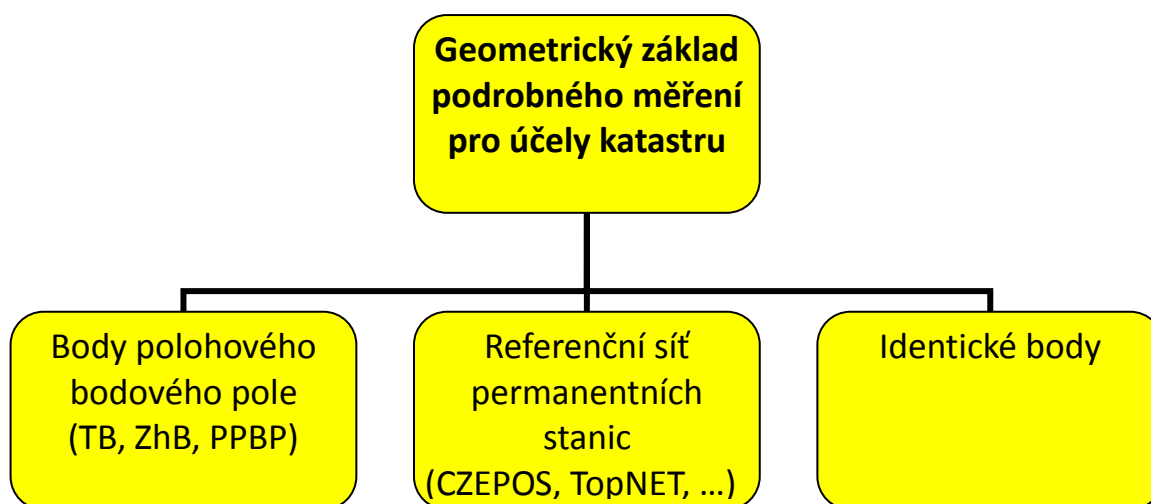 Geometrický základ
podrobného měření
pro účely katastru
Body polohového
bodového pole
(TB, ZhB, PPBP)
Referenční síť
permanentních
stanic
(CZEPOS, TopNET, …)
Identické body